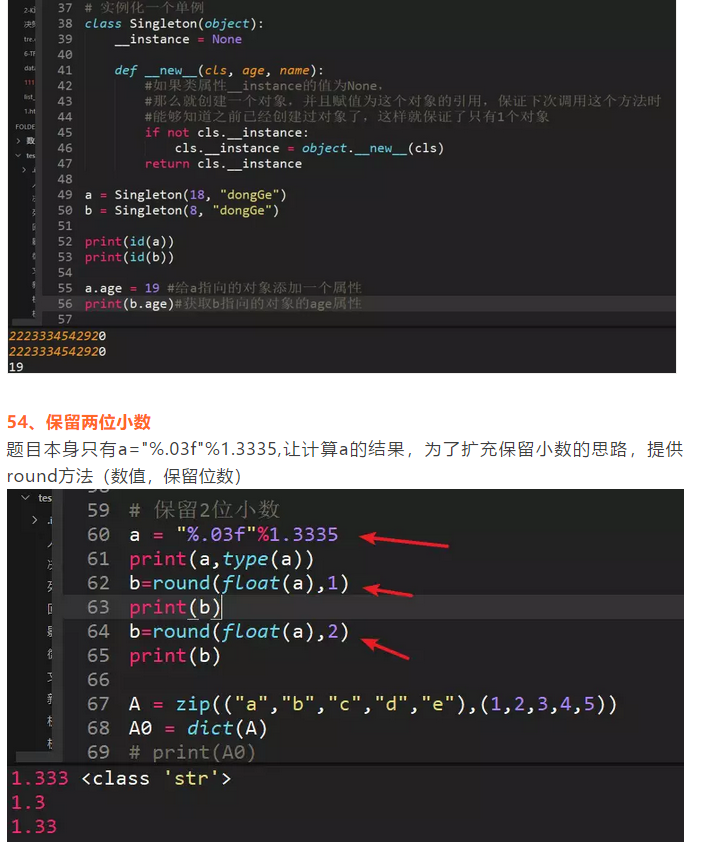 37 # 实例化一个单例
38 class Singleton(object):
39 __instance = None
40
41 def __new__(cls, age, name):
42 #如果类属性__instance的值为None,
43 #那么就创建一个对象，并且赋值为这个对象的引用，保证下次调用这个方法时
44 #能够知道之前已经创建过对象了，这样就保证了只有1个对象
45 if not cls.__instance:
46 cls.__instance = object.__new__(cls)
47 return cls.__instance
48
49 a = Singleton(18, "dongGe")
50 b = Singleton(8, "dongGe")
51
52 print(id(a))
53 print(id(b))
54
55 a.age = 19 #给a指向的对象添加一个属性
56 print(b.age)#获取b指向的对象的age属性
57
2223334542920
2223334542920
19
54、保留两位小数
题目本身只有a="%.03f"%1.3335,让计算a的结果，为了扩充保留小数的思路，提供
round方法（数值，保留位数）
tes
59 # 保留2位小数
60 a = "%.03f"%1.3335
61 print(a,type(a))
62 b=round(float(a),1)
63 print(b)
64 b=round(float(a),2)
65 print(b)
66
67 A = zip(("a","b","c","d","e"),(1,2,3,4,5))
68 A0 = dict(A)
69 # print(A0)
1.333 <class 'str'>
1.3
1.33